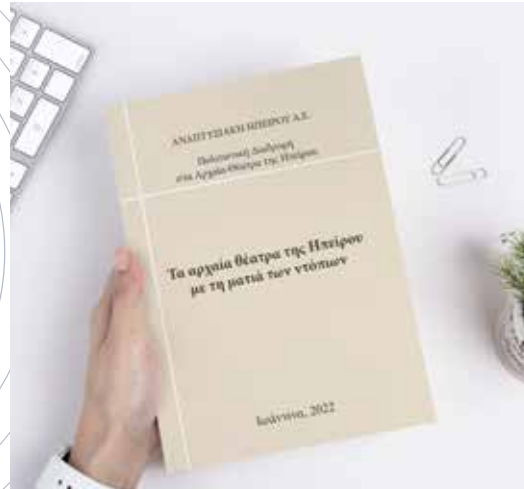 ΑΝΑΠΤΥΞΙΑΚΗ ΗΠΕΙΡΟΥ Α.Ε.
Πολιτιστική Διαδρομή
στα Αρχαία Θέατρα της Ηπείρου
Τα αρχαία θέατρα της Ηπείρου
με τη ματιά των ντόπιων
Ιωάννινα, 2022